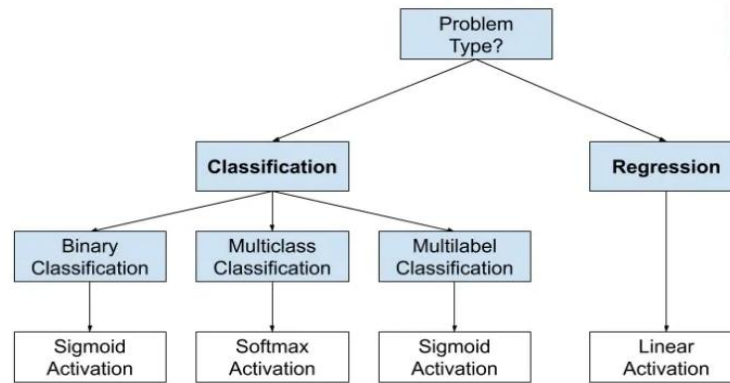 Problem
Type?
Classification
Regression
Binary
Classification
Multiclass
Classification
Multilabel
Classification
Sigmoid
Activation
Softmax
Activation
Sigmoid
Activation
Linear
Activation